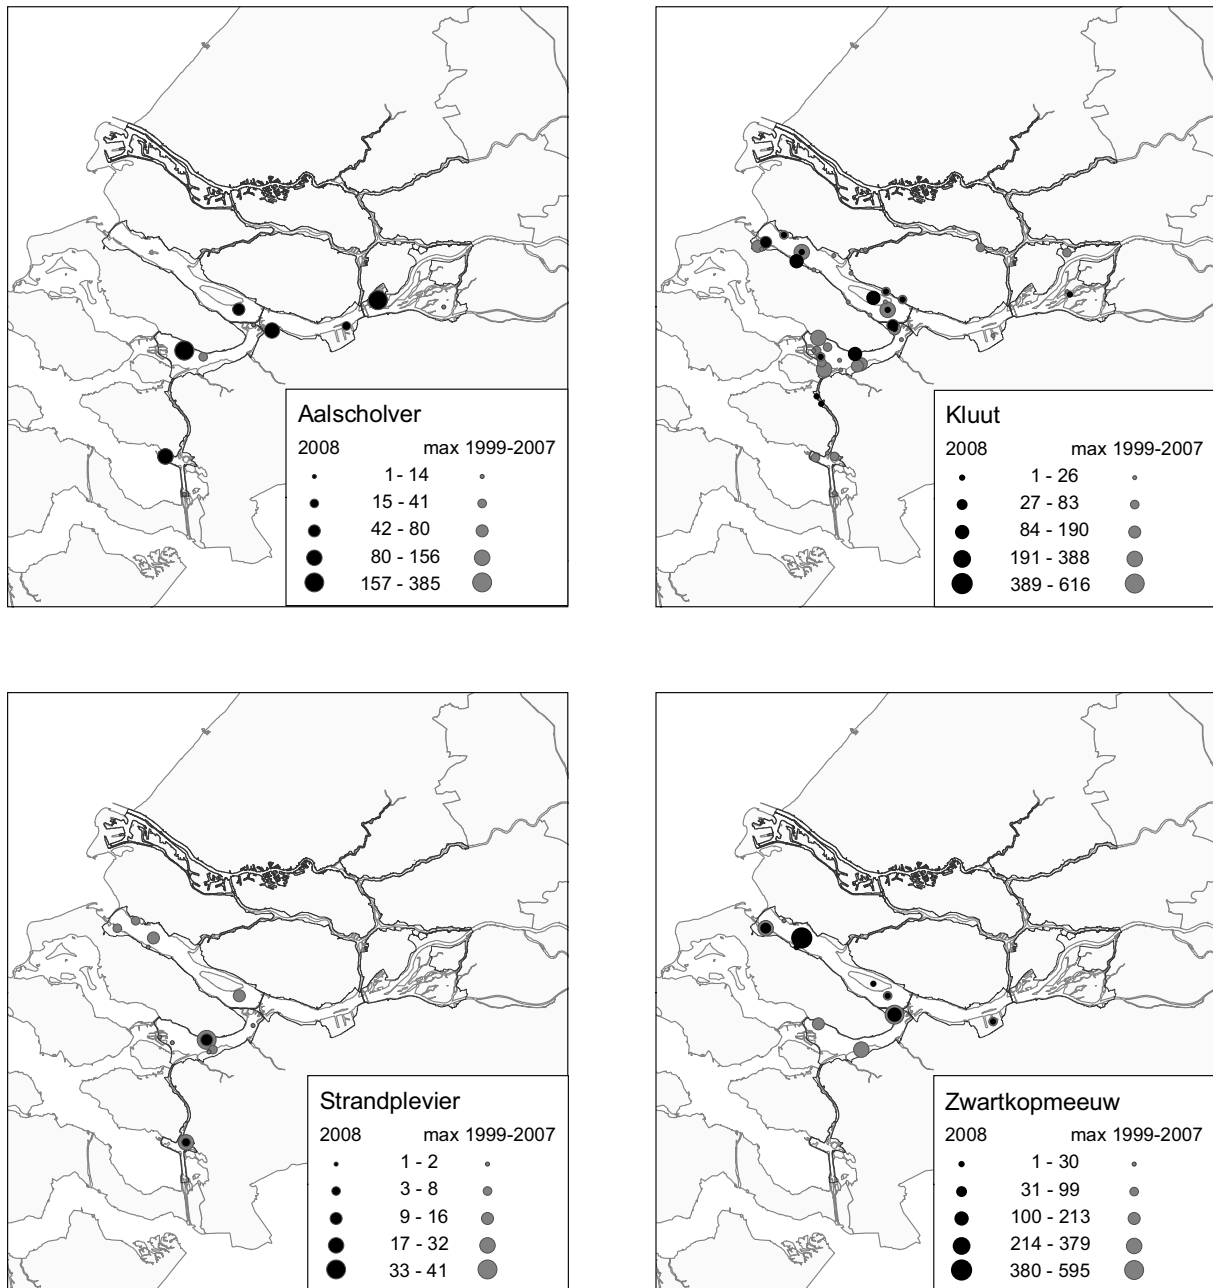 Aalscholver
2008 max 1999-2007
1 - 14
15 - 41
42 - 80
80 - 156
157 - 385
Kluut
2008 max 1999-2007
1 - 26
27 - 83
84 - 190
191 - 388
389 - 616
Strandplevier
2008 max 1999-2007
1 - 2
3 - 8
9 - 16
17 - 32
33 - 41
Zwartkopmeeuw
2008 max 1999-2007
1 - 30
31 - 99
100 - 213
214 - 379
380 - 595